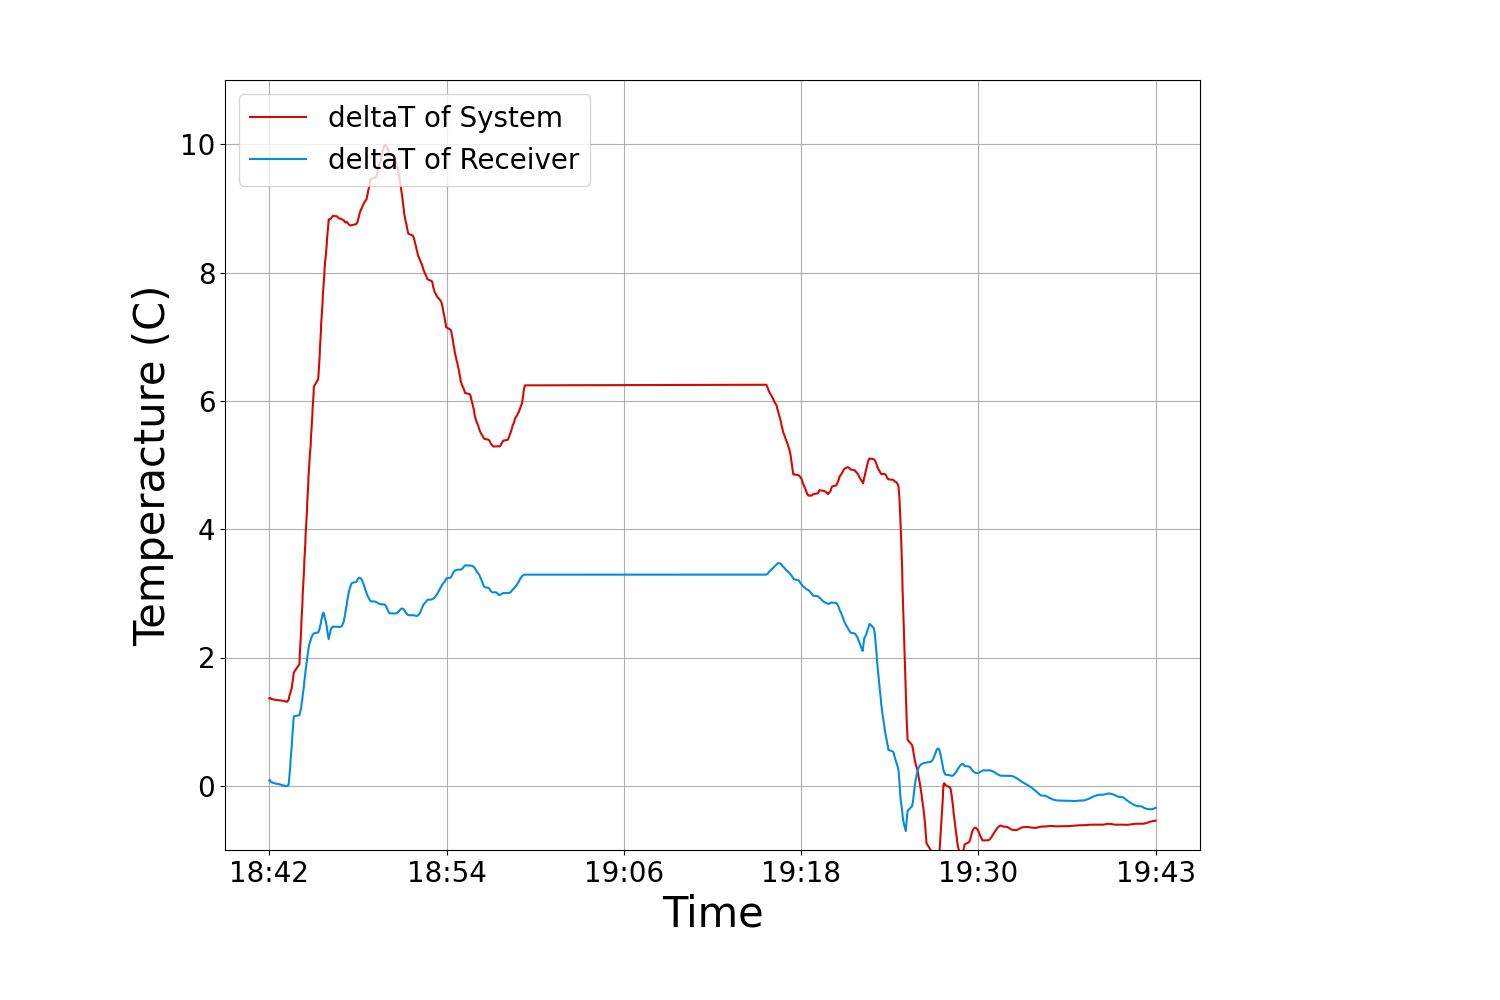 deltaT of System
deltaT of Receiver
10
8
6
4
2
0
Temperacture (C)
18:42 18:54 19:06 19:18 19:30 19:43
Time